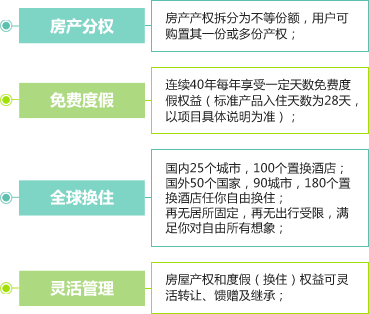 房产分权
房产产权拆分为不等份额，用户可
购置其一份或多份产权；
免费度假
连续40年每年享受一定天数免费度
假权益（标准产品入住天数为28天，
以项目具体说明为准）；
全球换住
国内25个城市，100个置换酒店；
国外50个国家，90城市，180个置
换酒店任你自由换住；
再无居所固定，再无出行受限，满
足你对自由所有想象；
灵活管理
房屋产权和度假（换住）权益可灵
活转让、馈赠及继承；